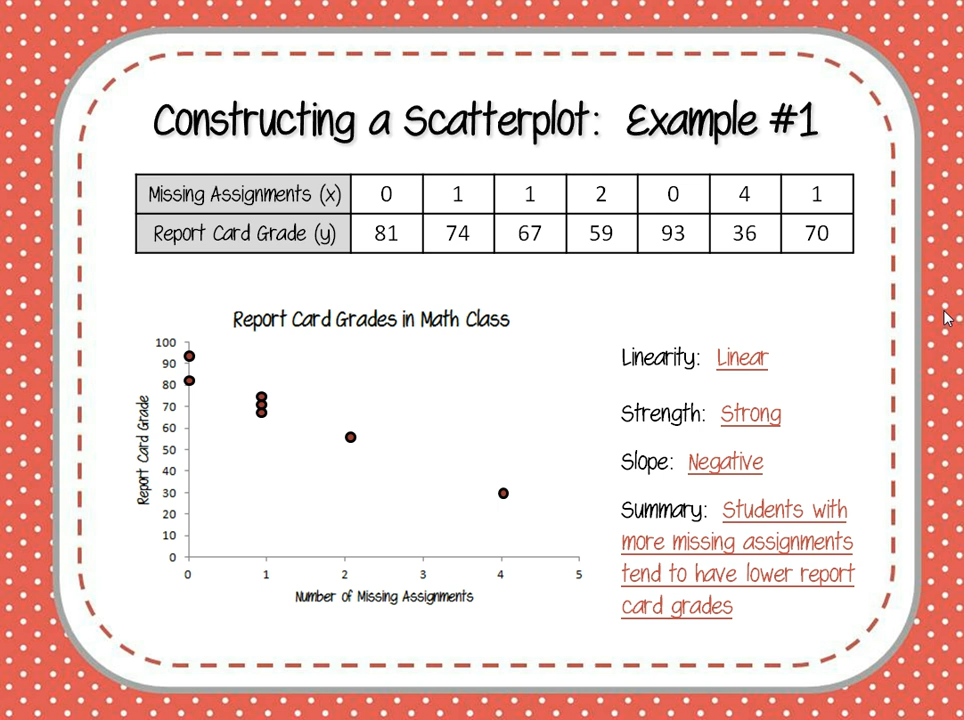 Constructing a Scatterplot: Example #1
Missing Assignments (x) 0 1 1 2 0 4 1
Report Card Grade (y) 81 74 67 59 93 36 70
Report Card Grades in Math Class
100
90
80
70
60
50
40
30
20
10
0
Report Card Grade
0 1 2 3 4 5
Number of Missing Assignments
Linearity: Linear
Strength: Strong
Slope: Negative
Summary: Students with
more missing assignments
tend to have lower report
card grades